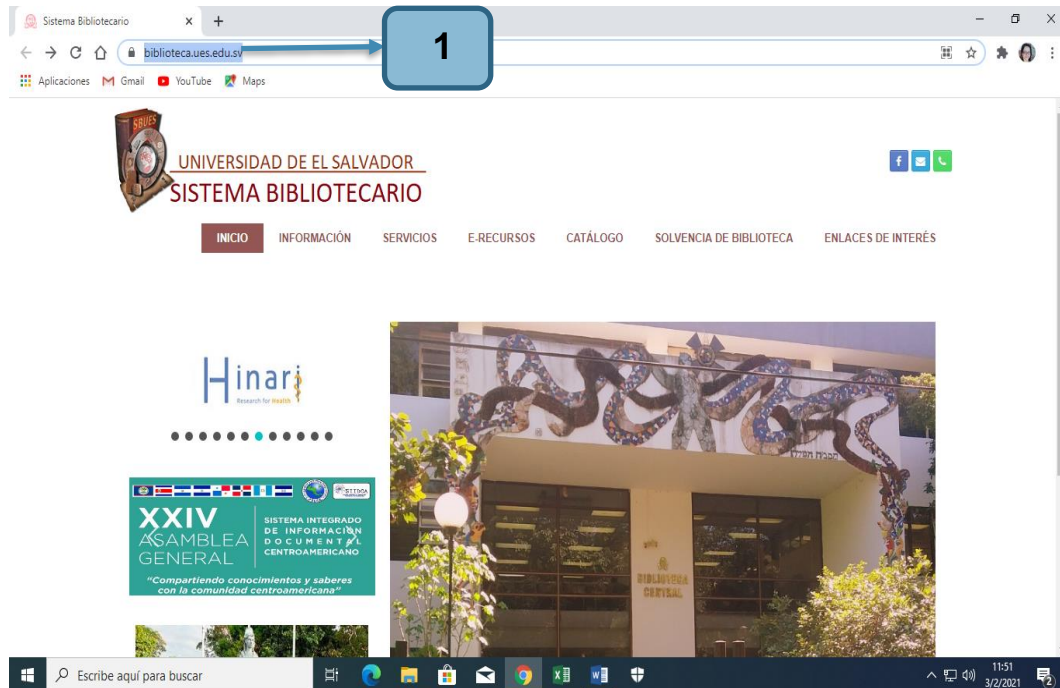 Sistema Bibliotecario
biblioteca.ues.edu.sv
1
Aplicaciones Gmail YouTube Maps
SBUES
UNIVERSIDAD DE EL SALVADOR
SISTEMA BIBLIOTECARIO
INICIO INFORMACIÓN SERVICIOS E-RECURSOS CATÁLOGO SOLVENCIA DE BIBLIOTECA ENLACES DE INTERÉS
Hinari
Research for Health
XXIV
ASAMBLEA
GENERAL
SISTEMA INTEGRADO
DE INFORMACIÓN
DOCUMENTAL
CENTROAMERICANO
"Compartiendo conocimientos y saberes
con la comunidad centroamericana"
BIBLIOTECA
CENTRAL
Escribe aquí para buscar
11:51
3/2/2021
2